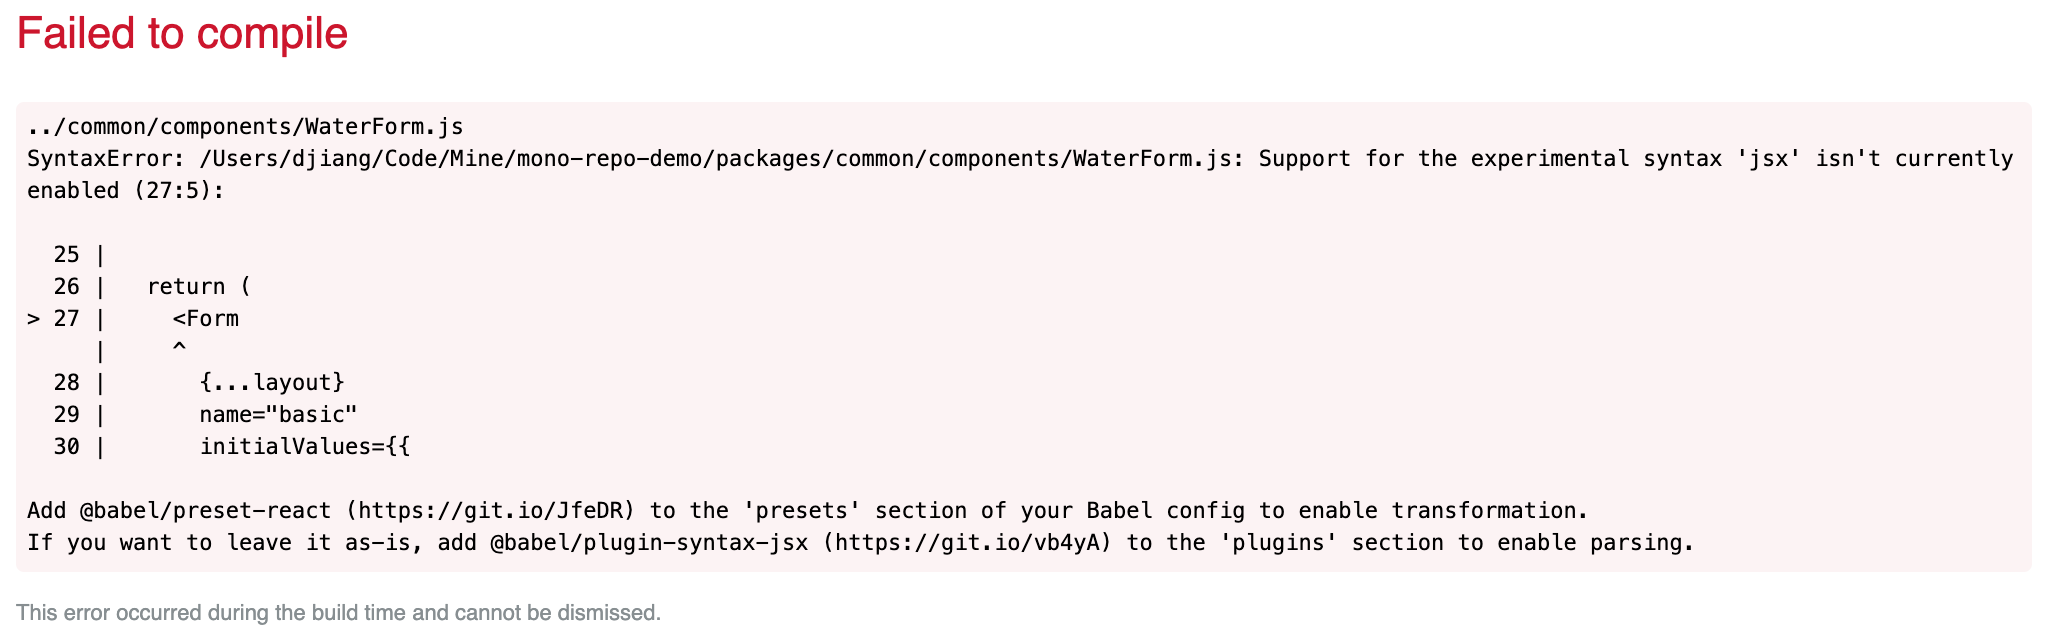 Failed to compile
../common/components/WaterForm.js
SyntaxError: /Users/djiang/Code/Mine/mono-repo-demo/packages/common/components/WaterForm.js: Support for the experimental syntax 'jsx' isn't currently
enabled (27:5):
  25 |
  26 |   return (
> 27 |     <Form
     |     ^
  28 |       {...layout}
  29 |       name="basic"
  30 |       initialValues={{
Add @babel/preset-react (https://git.io/JfeDR) to the 'presets' section of your Babel config to enable transformation.
If you want to leave it as-is, add @babel/plugin-syntax-jsx (https://git.io/vb4yA) to the 'plugins' section to enable parsing.
This error occurred during the build time and cannot be dismissed.